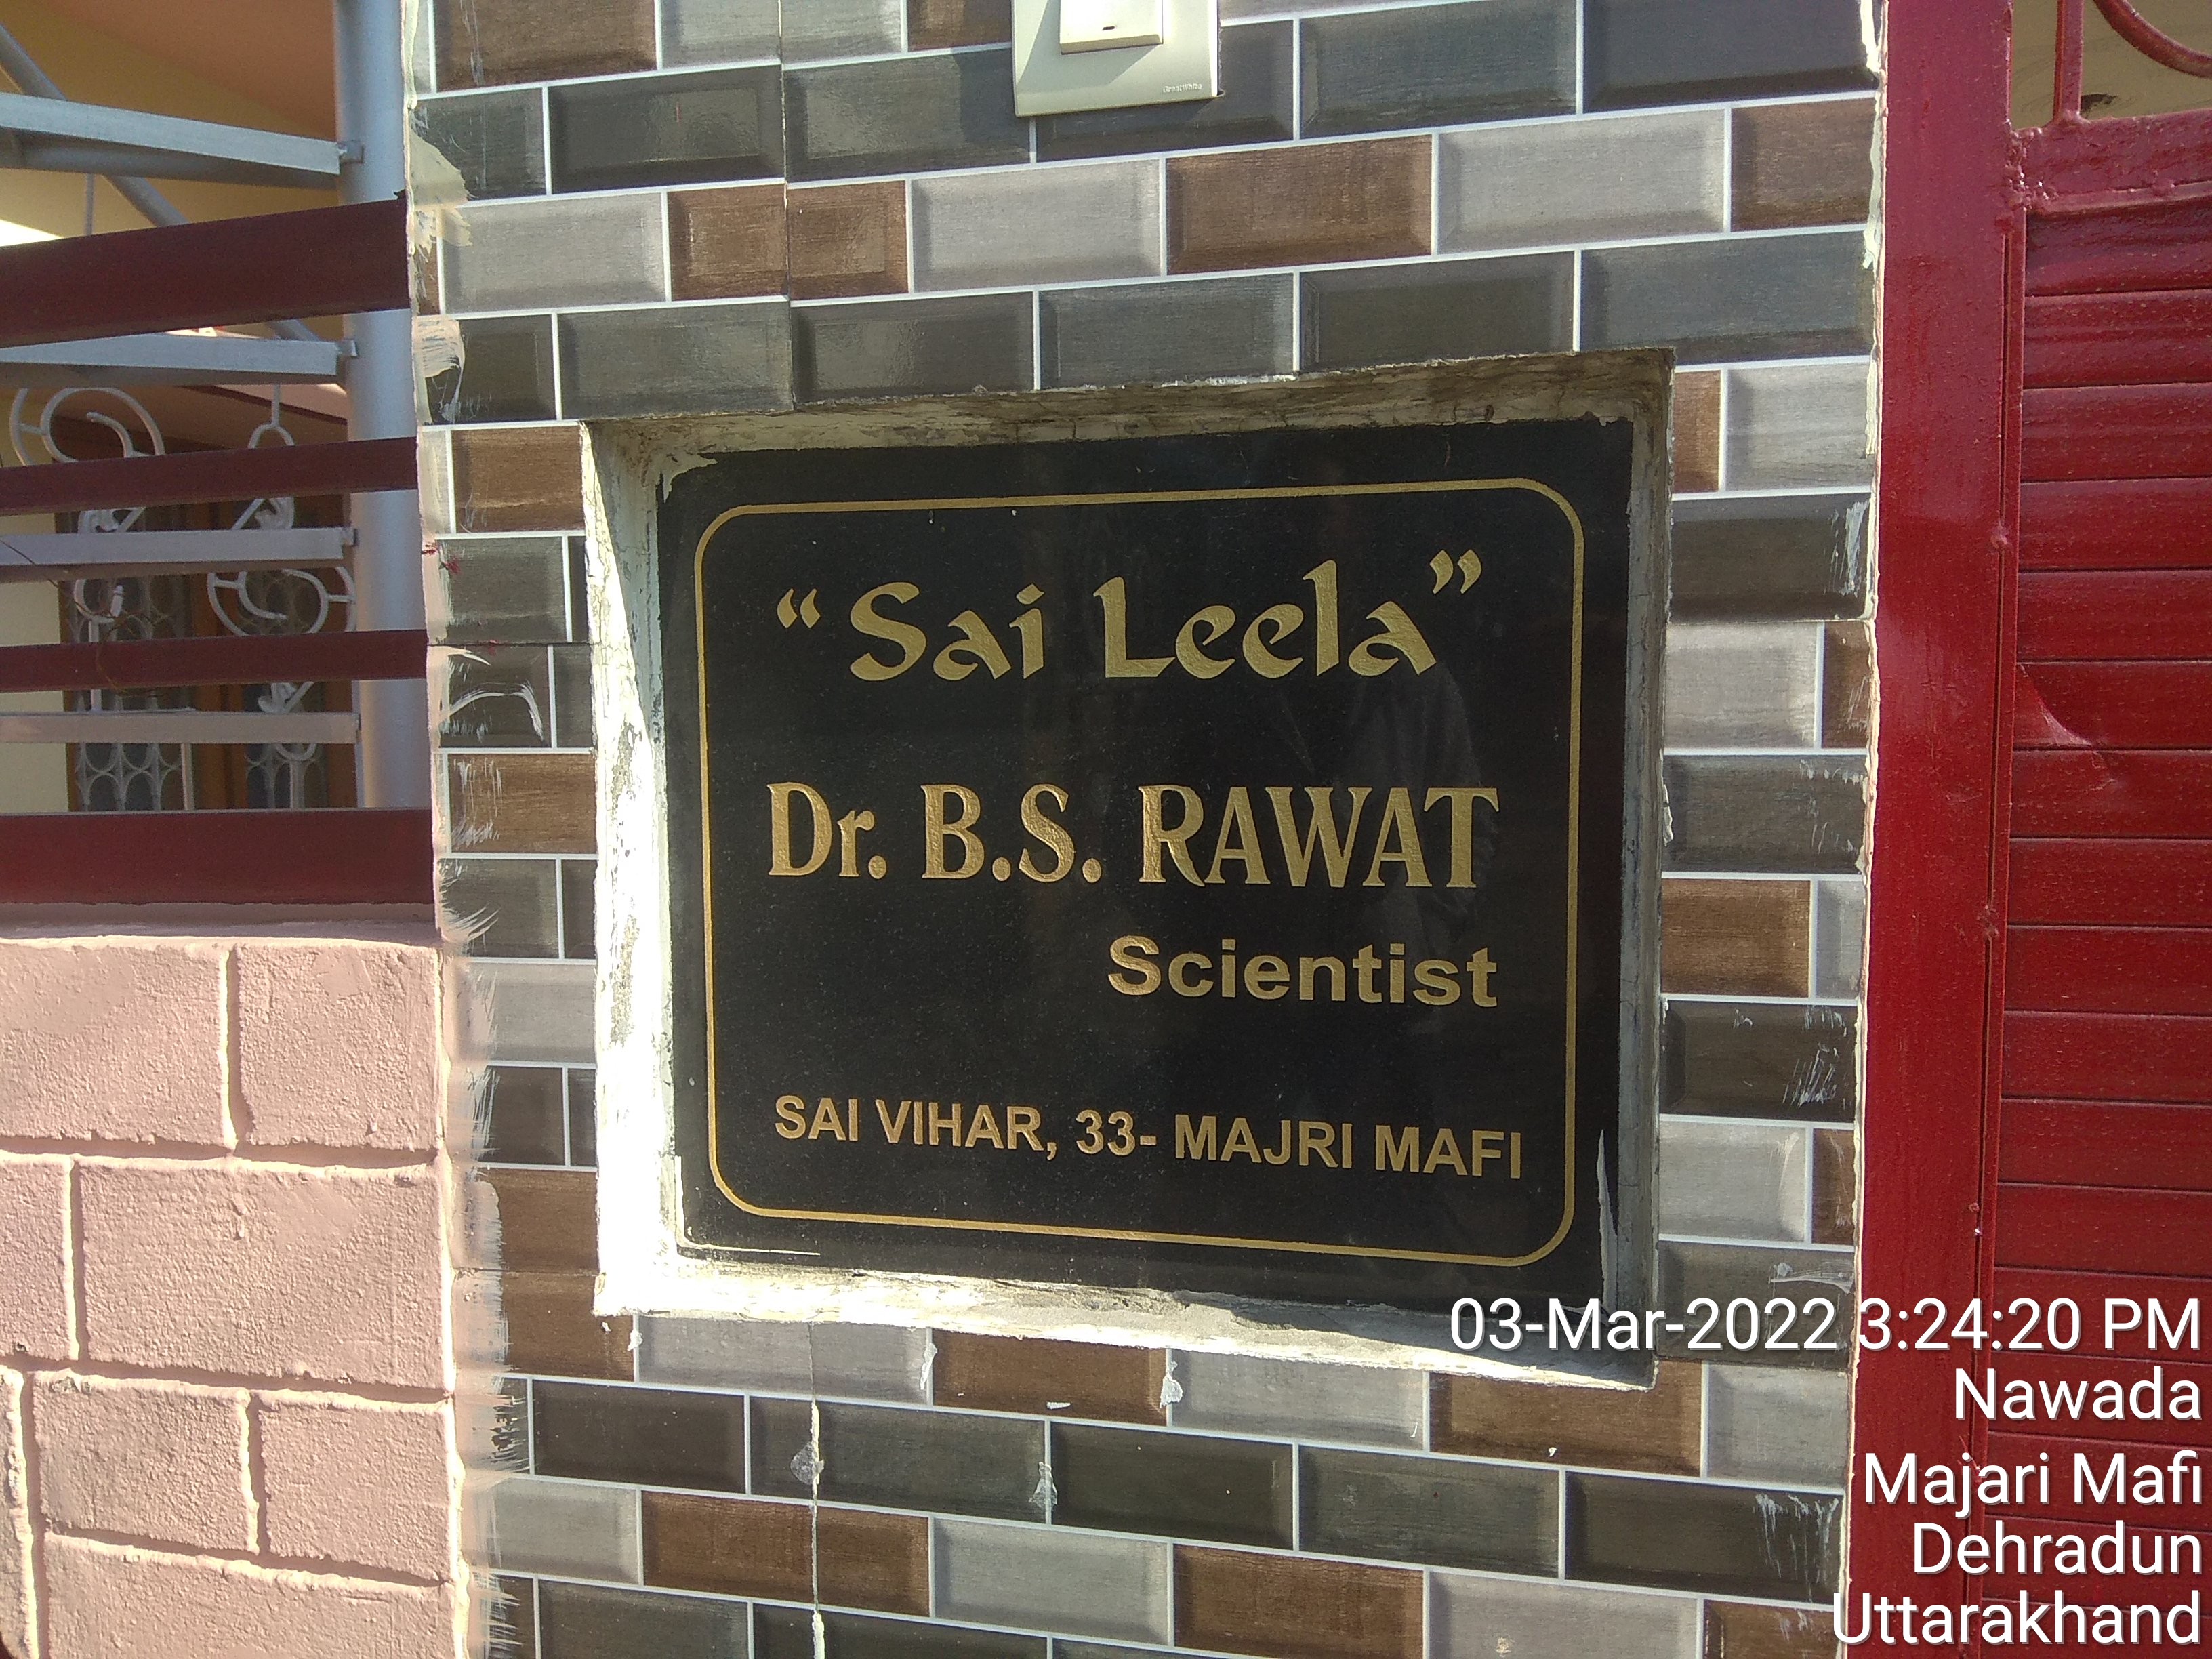 GreatWhite
“Sai Leela”
Dr. B.S. RAWAT
Scientist
SAI VIHAR, 33- MAJRI MAFI
03-Mar-2022 3:24:20 PM
Nawada
Majari Mafi
Dehradun
Uttarakhand